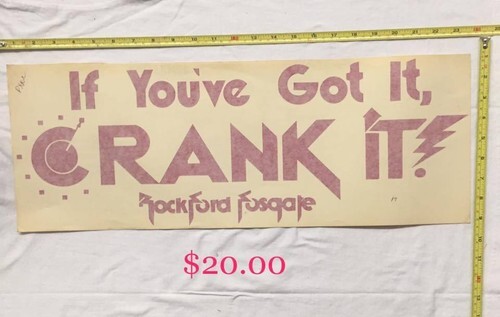 If You've Got It,
CRANK iT!
Rockford Fosgate
$20.00